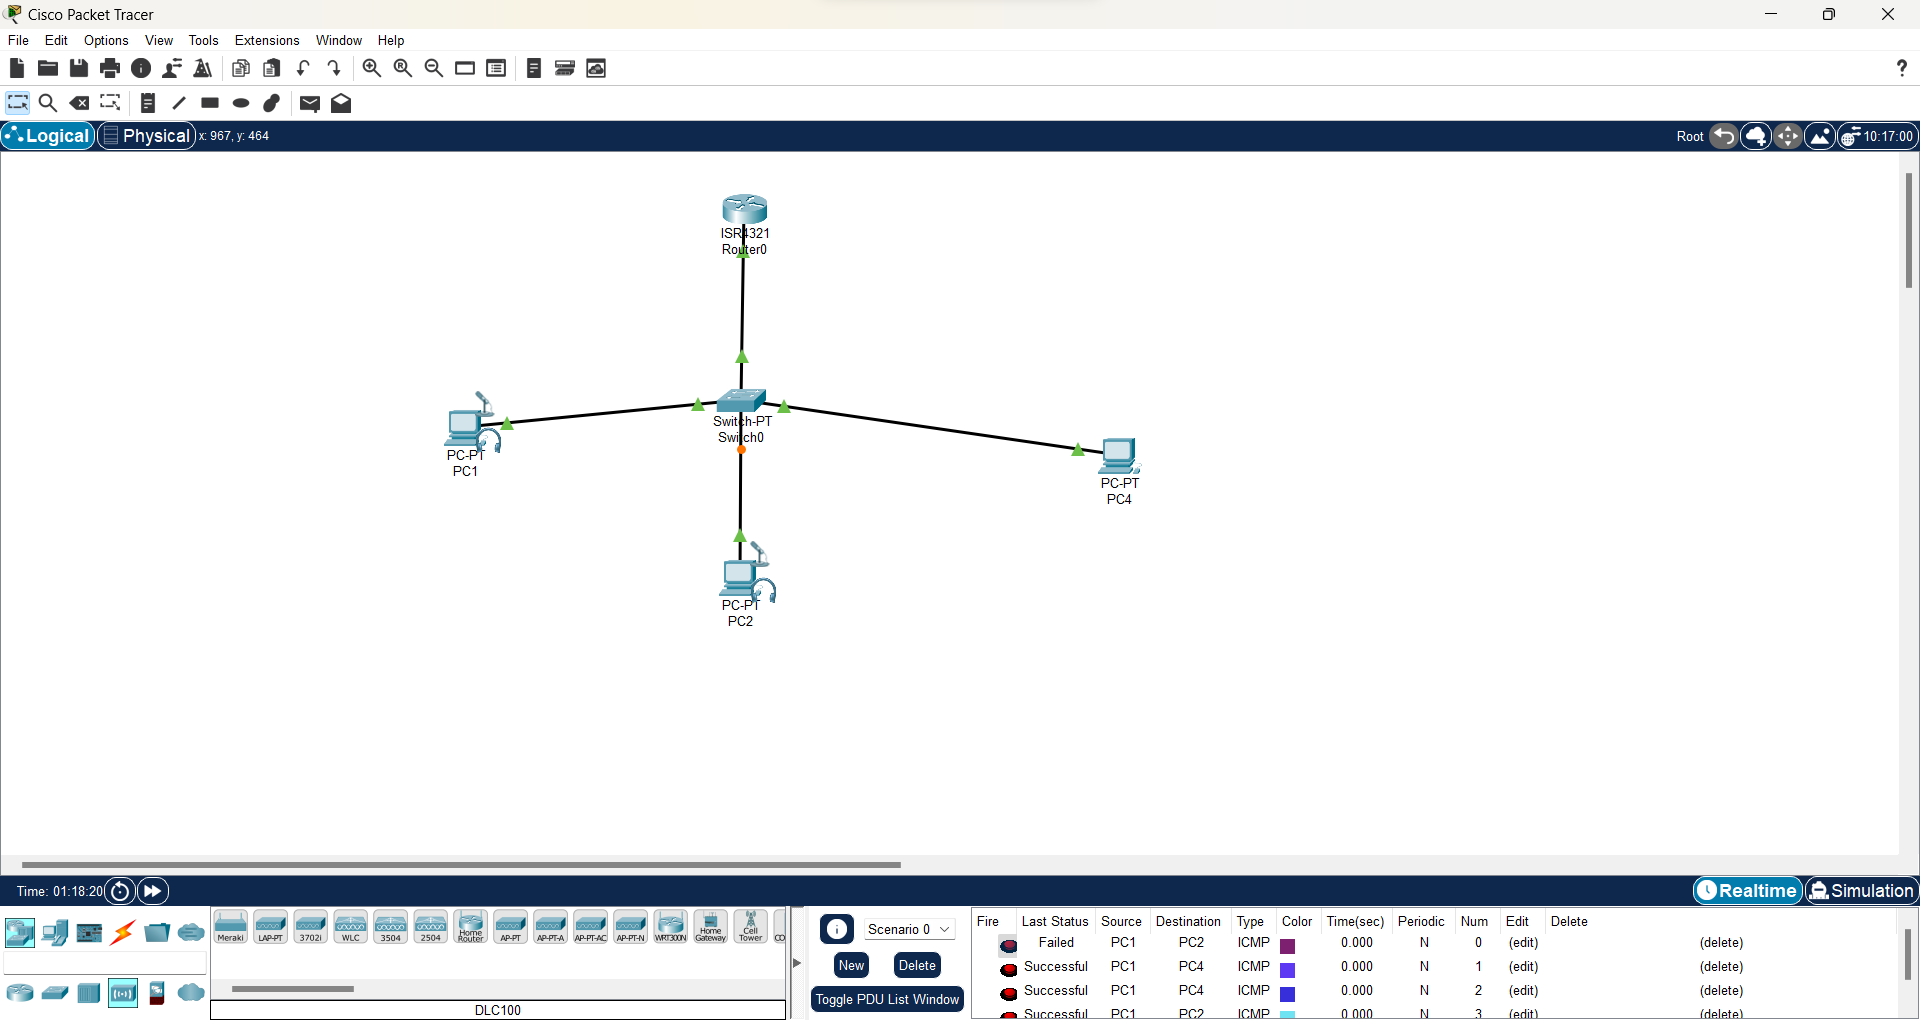 Cisco Packet Tracer
File Edit Options View Tools Extensions Window Help
?
Logical Physical x: 967, y: 464 Root 10:17:00
ISR4321
Router0
Switch-PT
Switch0
PC-PT
PC1
PC-PT
PC4
PC-PT
PC2
Time: 01:18:20 Realtime Simulation
Meraki LAP-PT 3702i WLC 3504 2504 Home Router AP-PT AP-PT-A AP-PT-AC AP-PT-N WRT300N Home Gateway Cell Tower CO
DLC100
Scenario 0
New Delete
Toggle PDU List Window
Fire Last Status Source Destination Type Color Time(sec) Periodic Num Edit Delete
Failed PC1 PC2 ICMP 0.000 N 0 (edit) (delete)
Successful PC1 PC4 ICMP 0.000 N 1 (edit) (delete)
Successful PC1 PC4 ICMP 0.000 N 2 (edit) (delete)
Successful PC1 PC2 ICMP 0.000 N 3 (edit) (delete)